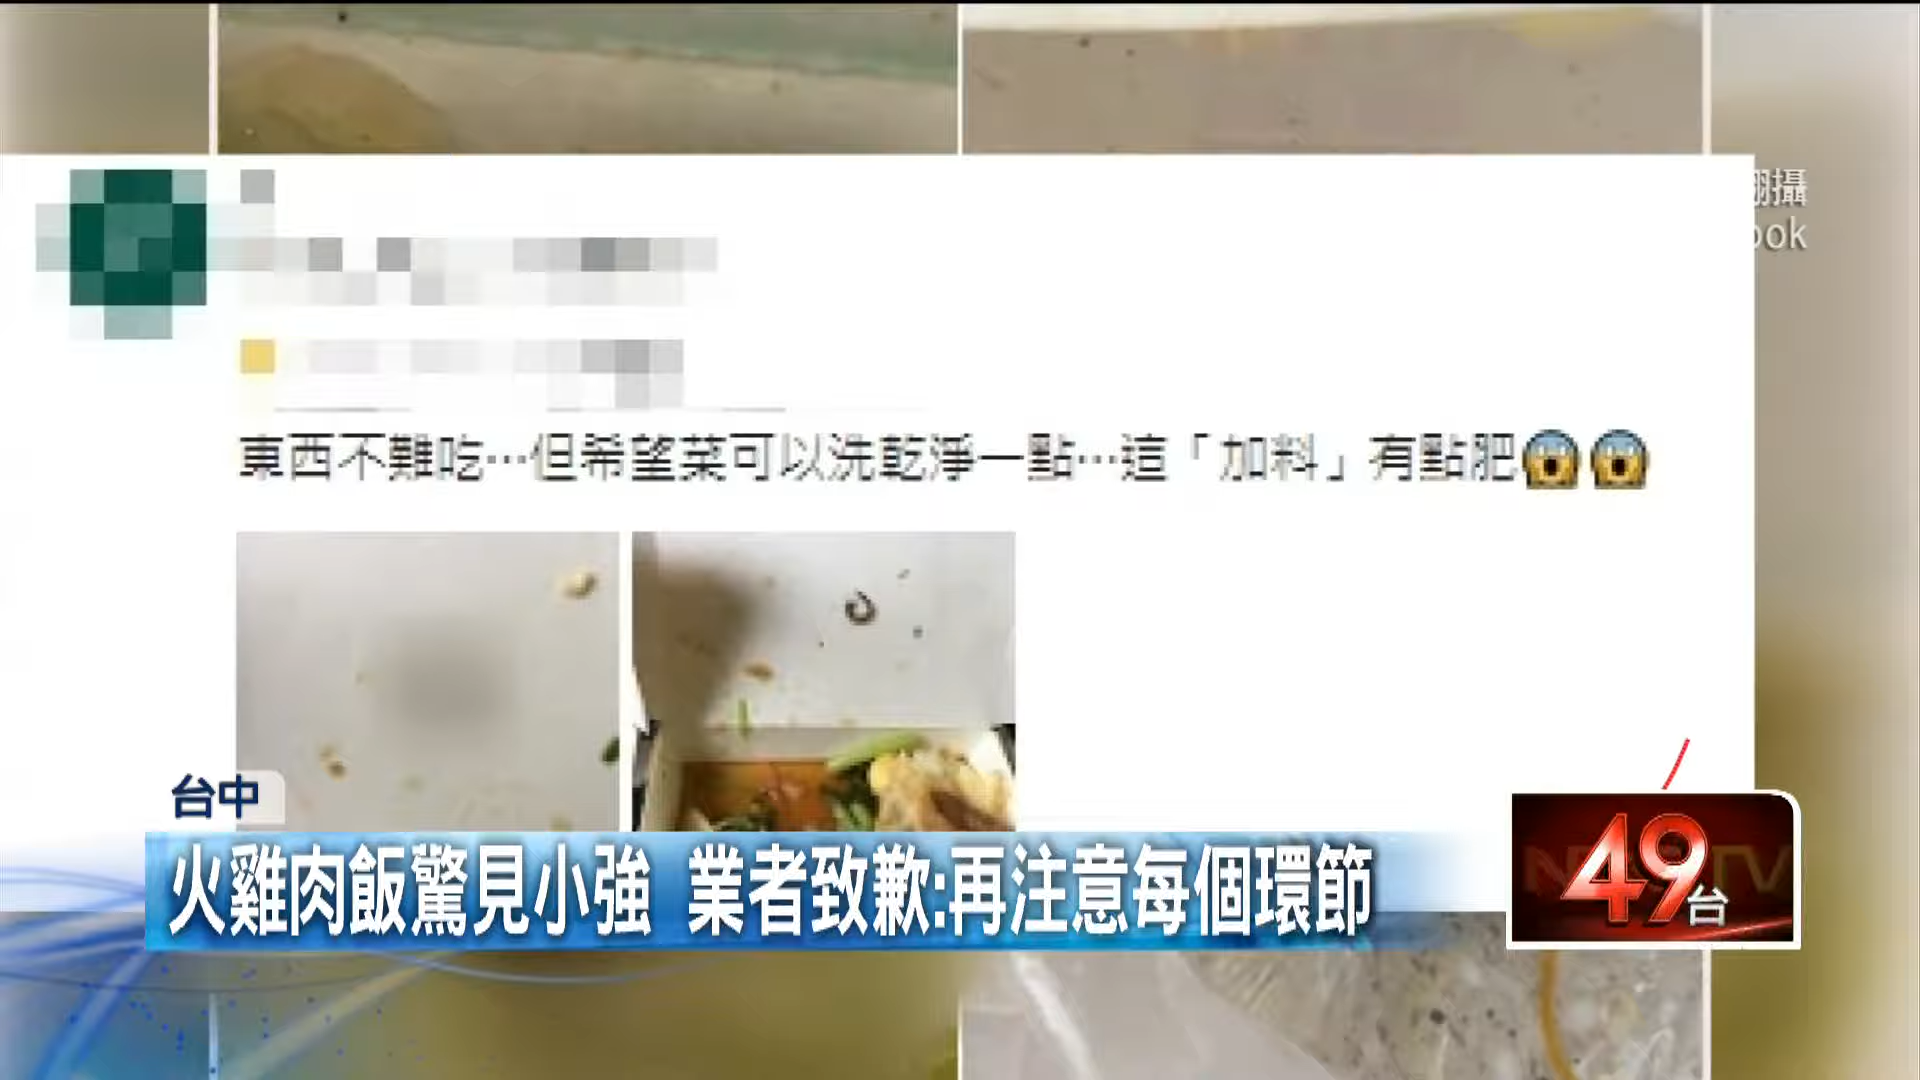 翻攝
ook
東西不難吃…但希望菜可以洗乾淨一點…這「加料」有點肥😱😱
台中
火雞肉飯驚見小強 業者致歉:再注意每個環節
49台